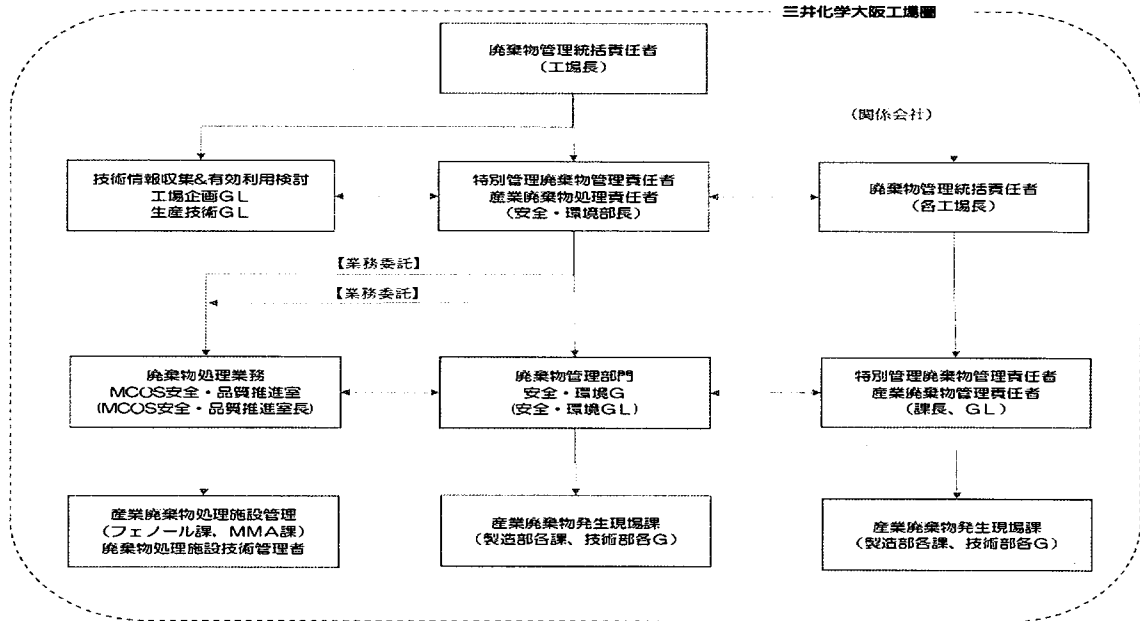 三井化学大阪工場圏
廃棄物管理統括責任者
(工場長)
(関係会社)
技術情報収集&有効利用検討
工場企画GL
生産技術GL
特別管理廃棄物管理責任者
産業廃棄物処理責任者
(安全・環境部長)
廃棄物管理統括責任者
(各工場長)
【業務委託】
【業務委託】
廃棄物処理業務
MCOS安全・品質推進室
(MCOS安全・品質推進室長)
廃棄物管理部門
安全・環境G
(安全・環境GL)
特別管理廃棄物管理責任者
産業廃棄物管理責任者
(課長、GL)
産業廃棄物処理施設管理
(フェノール課、MMA課)
廃棄物処理施設技術管理者
産業廃棄物発生現場課
(製造部各課、技術部各G)
産業廃棄物発生現場課
(製造部各課、技術部各G)